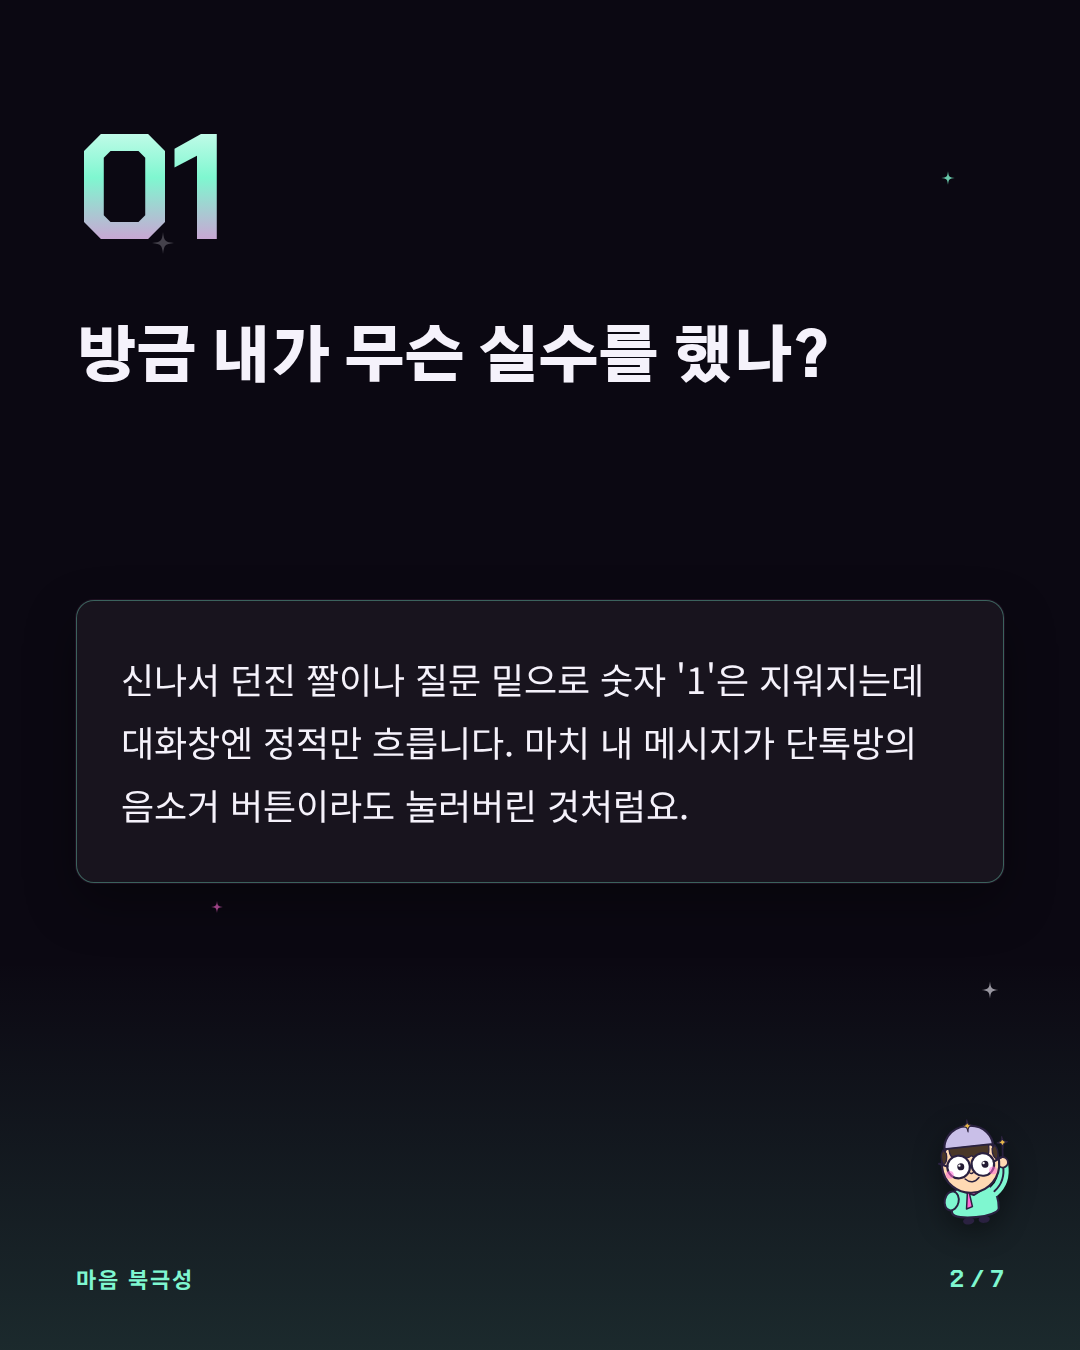 01
방금 내가 무슨 실수를 했나?
신나서 던진 짤이나 질문 밑으로 숫자 '1'은 지워지는데
대화창엔 정적만 흐릅니다. 마치 내 메시지가 단톡방의
음소거 버튼이라도 눌러버린 것처럼요.
마음 북극성
2 / 7